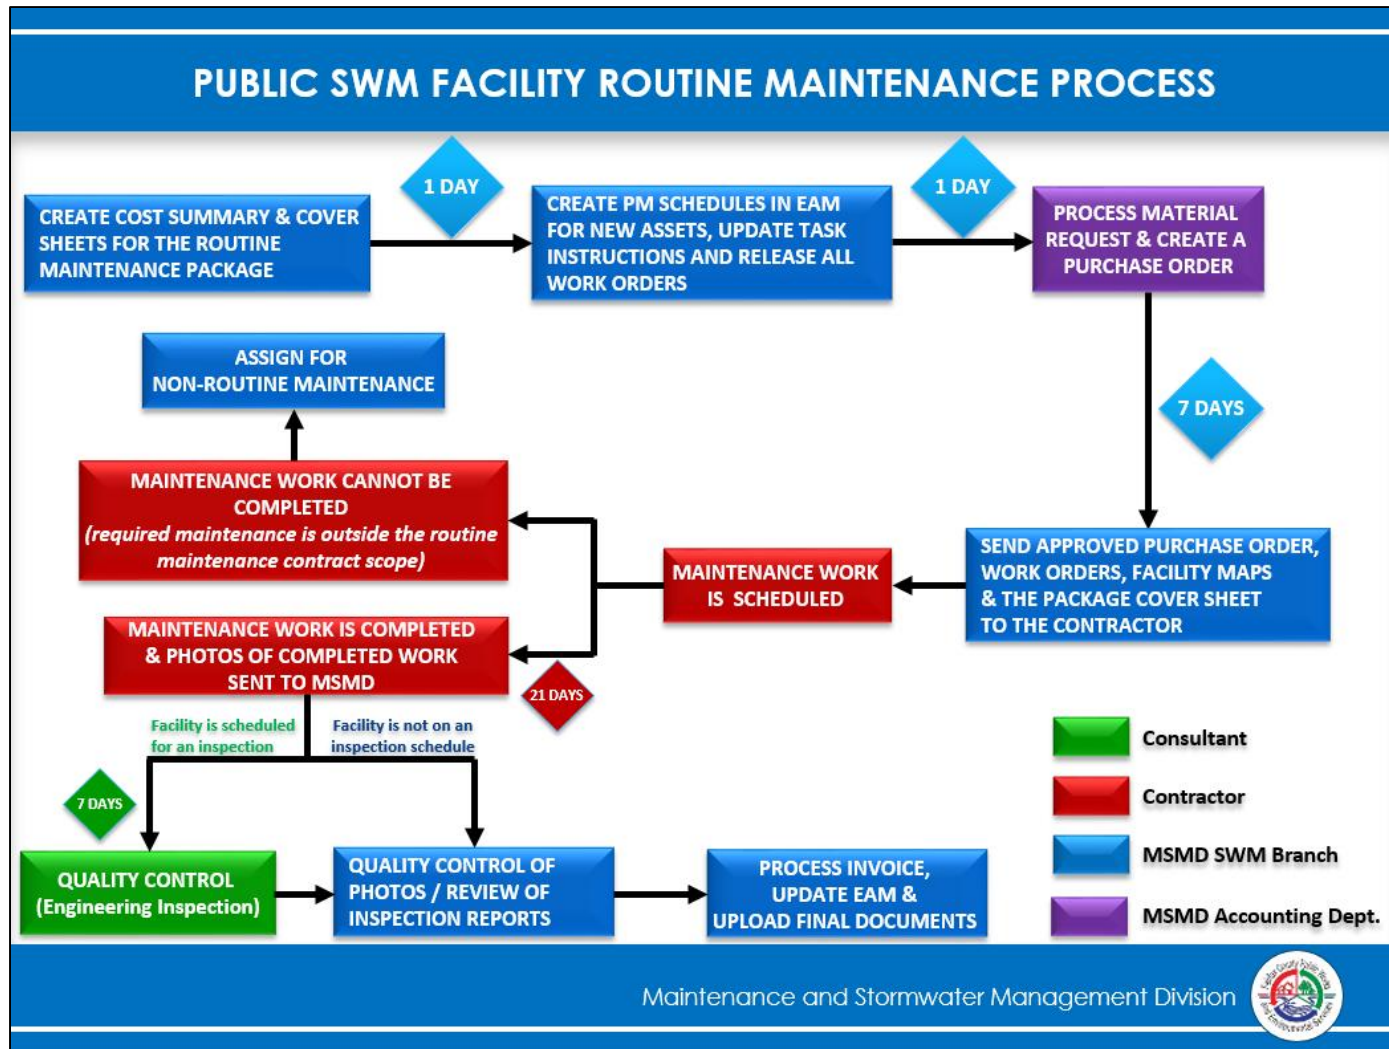 PUBLIC SWM FACILITY ROUTINE MAINTENANCE PROCESS
CREATE COST SUMMARY & COVER
SHEETS FOR THE ROUTINE
MAINTENANCE PACKAGE
1 DAY
CREATE PM SCHEDULES IN EAM
FOR NEW ASSETS, UPDATE TASK
INSTRUCTIONS AND RELEASE ALL
WORK ORDERS
1 DAY
PROCESS MATERIAL
REQUEST & CREATE A
PURCHASE ORDER
7 DAYS
SEND APPROVED PURCHASE ORDER,
WORK ORDERS, FACILITY MAPS
& THE PACKAGE COVER SHEET
TO THE CONTRACTOR
MAINTENANCE WORK
IS SCHEDULED
ASSIGN FOR
NON-ROUTINE MAINTENANCE
MAINTENANCE WORK CANNOT BE
COMPLETED
(required maintenance is outside the routine
maintenance contract scope)
MAINTENANCE WORK IS COMPLETED
& PHOTOS OF COMPLETED WORK
SENT TO MSMD
21 DAYS
Facility is scheduled
for an inspection
Facility is not on an
inspection schedule
7 DAYS
QUALITY CONTROL
(Engineering Inspection)
QUALITY CONTROL OF
PHOTOS / REVIEW OF
INSPECTION REPORTS
PROCESS INVOICE,
UPDATE EAM &
UPLOAD FINAL DOCUMENTS
Consultant
Contractor
MSMD SWM Branch
MSMD Accounting Dept.
Maintenance and Stormwater Management Division
Fairfax County Public Works
and Environmental Services